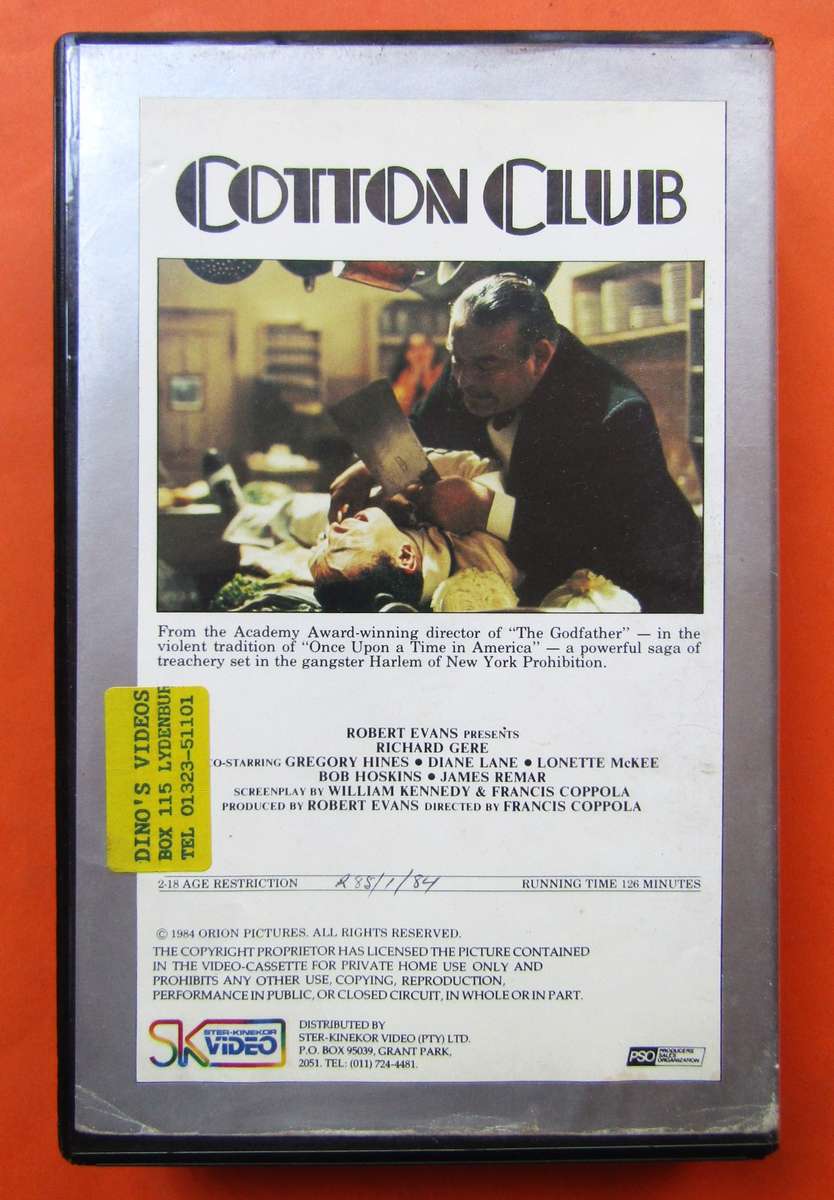 COTTON CLUB
From the Academy Award-winning director of "The Godfather" — in the
violent tradition of "Once Upon a Time in America" — a powerful saga of
treachery set in the gangster Harlem of New York Prohibition.
DINO'S VIDEOS
BOX 115 LYDENBUR
TEL 01323-51101
ROBERT EVANS PRESENTS
RICHARD GERE
CO-STARRING GREGORY HINES • DIANE LANE • LONETTE McKEE
BOB HOSKINS • JAMES REMAR
SCREENPLAY BY WILLIAM KENNEDY & FRANCIS COPPOLA
PRODUCED BY ROBERT EVANS DIRECTED BY FRANCIS COPPOLA
2-18 AGE RESTRICTION RUNNING TIME 126 MINUTES
© 1984 ORION PICTURES. ALL RIGHTS RESERVED.
THE COPYRIGHT PROPRIETOR HAS LICENSED THE PICTURE CONTAINED
IN THE VIDEO-CASSETTE FOR PRIVATE HOME USE ONLY AND
PROHIBITS ANY OTHER USE, COPYING, REPRODUCTION,
PERFORMANCE IN PUBLIC, OR CLOSED CIRCUIT, IN WHOLE OR IN PART.
SK STER-KINEKOR VIDEO
DISTRIBUTED BY
STER-KINEKOR VIDEO (PTY) LTD.
P.O. BOX 95039, GRANT PARK,
2051. TEL: (011) 724-4481.
PSO PRODUCERS SALES ORGANIZATION